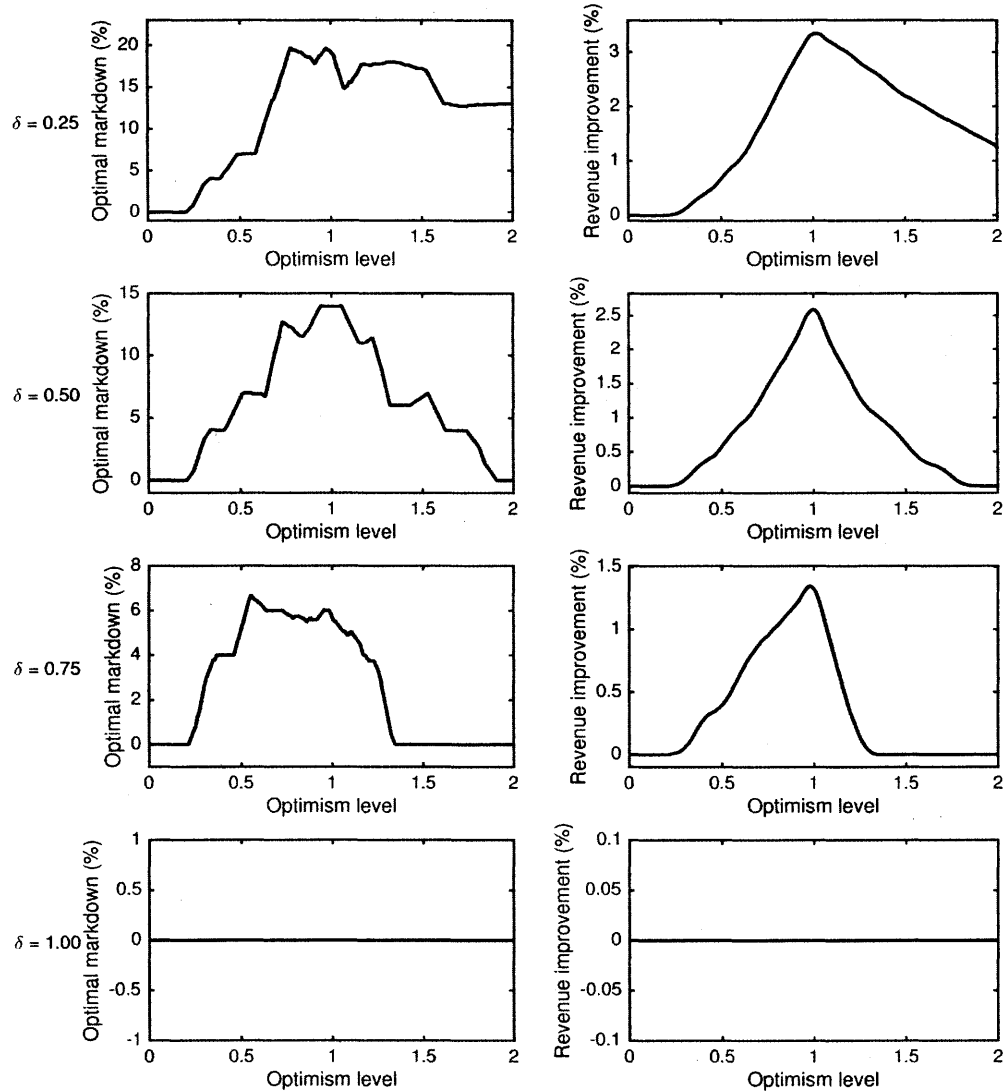 δ = 0.25
Optimal markdown (%)
20
15
10
5
0
0 0.5 1 1.5 2
Optimism level
Revenue improvement (%)
3
2
1
0
0 0.5 1 1.5 2
Optimism level
δ = 0.50
Optimal markdown (%)
15
10
5
0
0 0.5 1 1.5 2
Optimism level
Revenue improvement (%)
2.5
2
1.5
1
0.5
0
0 0.5 1 1.5 2
Optimism level
δ = 0.75
Optimal markdown (%)
8
6
4
2
0
0 0.5 1 1.5 2
Optimism level
Revenue improvement (%)
1.5
1
0.5
0
0 0.5 1 1.5 2
Optimism level
δ = 1.00
Optimal markdown (%)
1
0.5
0
-0.5
-1
0 0.5 1 1.5 2
Optimism level
Revenue improvement (%)
0.1
0.05
0
-0.05
-0.1
0 0.5 1 1.5 2
Optimism level